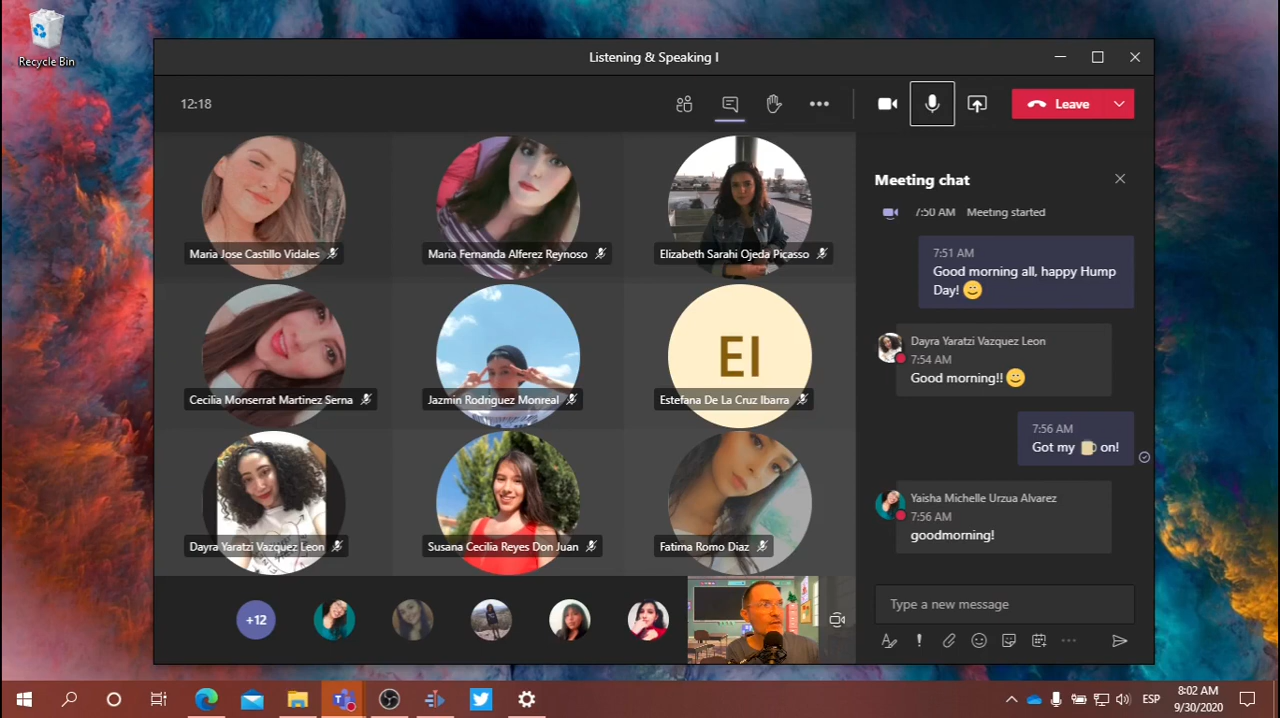 Recycle Bin
Listening & Speaking I
12:18
Leave
Maria Jose Castillo Vidales
Maria Fernanda Alferez Reynoso
Elizabeth Sarahi Ojeda Picasso
Cecilia Monserrat Martinez Serna
Jazmin Rodriguez Monreal
EI
Estefana De La Cruz Ibarra
Dayra Yaratzi Vazquez Leon
Susana Cecilia Reyes Don Juan
Fatima Romo Diaz
+12
Meeting chat
7:50 AM Meeting started
7:51 AM
Good morning all, happy Hump
Day! 😊
Dayra Yaratzi Vazquez Leon
7:54 AM
Good morning!! 😊
7:56 AM
Got my 🍺 on!
Yaisha Michelle Urzua Alvarez
7:56 AM
goodmorning!
Type a new message
ESP
8:02 AM
9/30/2020